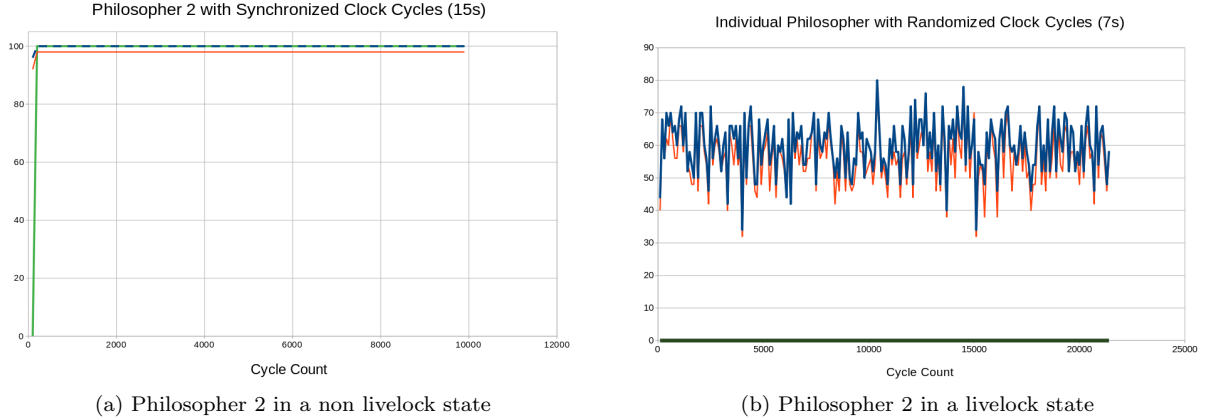 Philosopher 2 with Synchronized Clock Cycles (15s)
100
80
60
40
20
0
0 2000 4000 6000 8000 10000 12000
Cycle Count
(a) Philosopher 2 in a non livelock state
Individual Philosopher with Randomized Clock Cycles (7s)
90
80
70
60
50
40
30
20
10
0
0 5000 10000 15000 20000 25000
Cycle Count
(b) Philosopher 2 in a livelock state